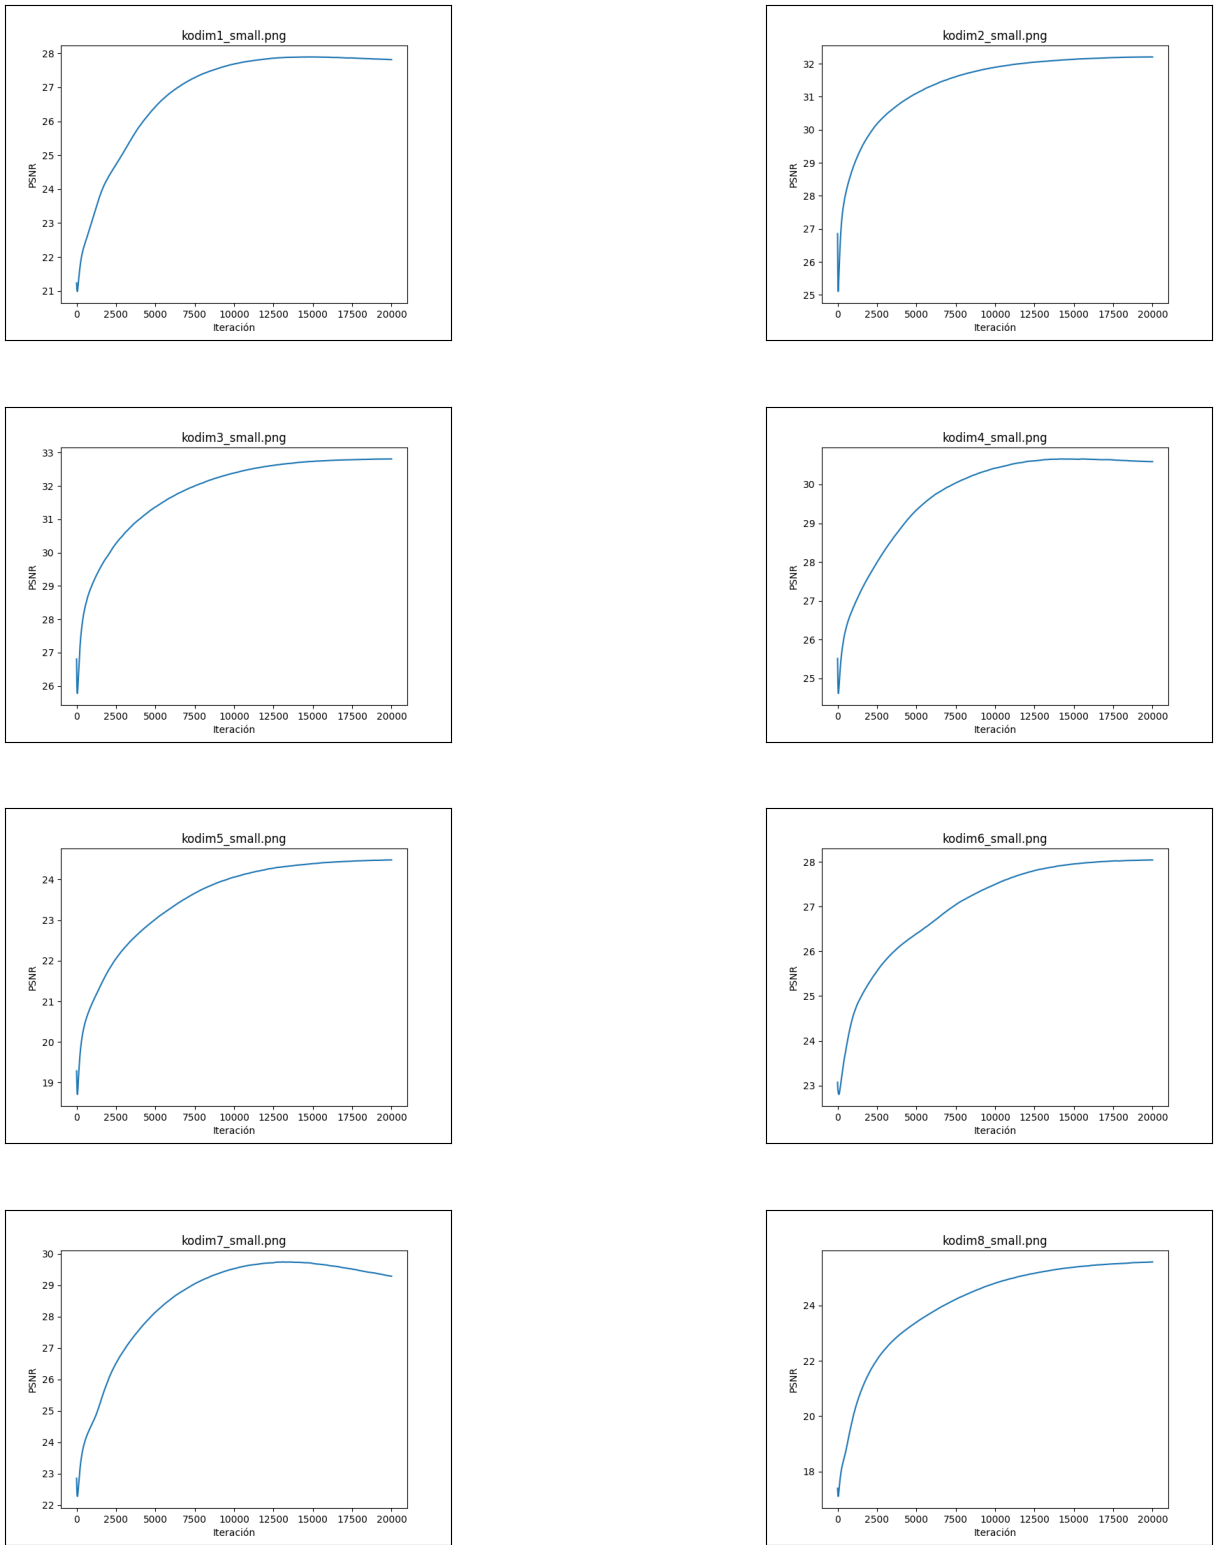 kodim1_small.png
PSNR
28
27
26
25
24
23
22
21
0 2500 5000 7500 10000 12500 15000 17500 20000
Iteración
kodim2_small.png
PSNR
32
31
30
29
28
27
26
25
0 2500 5000 7500 10000 12500 15000 17500 20000
Iteración
kodim3_small.png
PSNR
33
32
31
30
29
28
27
26
0 2500 5000 7500 10000 12500 15000 17500 20000
Iteración
kodim4_small.png
PSNR
30
29
28
27
26
25
0 2500 5000 7500 10000 12500 15000 17500 20000
Iteración
kodim5_small.png
PSNR
24
23
22
21
20
19
0 2500 5000 7500 10000 12500 15000 17500 20000
Iteración
kodim6_small.png
PSNR
28
27
26
25
24
23
0 2500 5000 7500 10000 12500 15000 17500 20000
Iteración
kodim7_small.png
PSNR
30
29
28
27
26
25
24
23
22
0 2500 5000 7500 10000 12500 15000 17500 20000
Iteración
kodim8_small.png
PSNR
24
22
20
18
0 2500 5000 7500 10000 12500 15000 17500 20000
Iteración